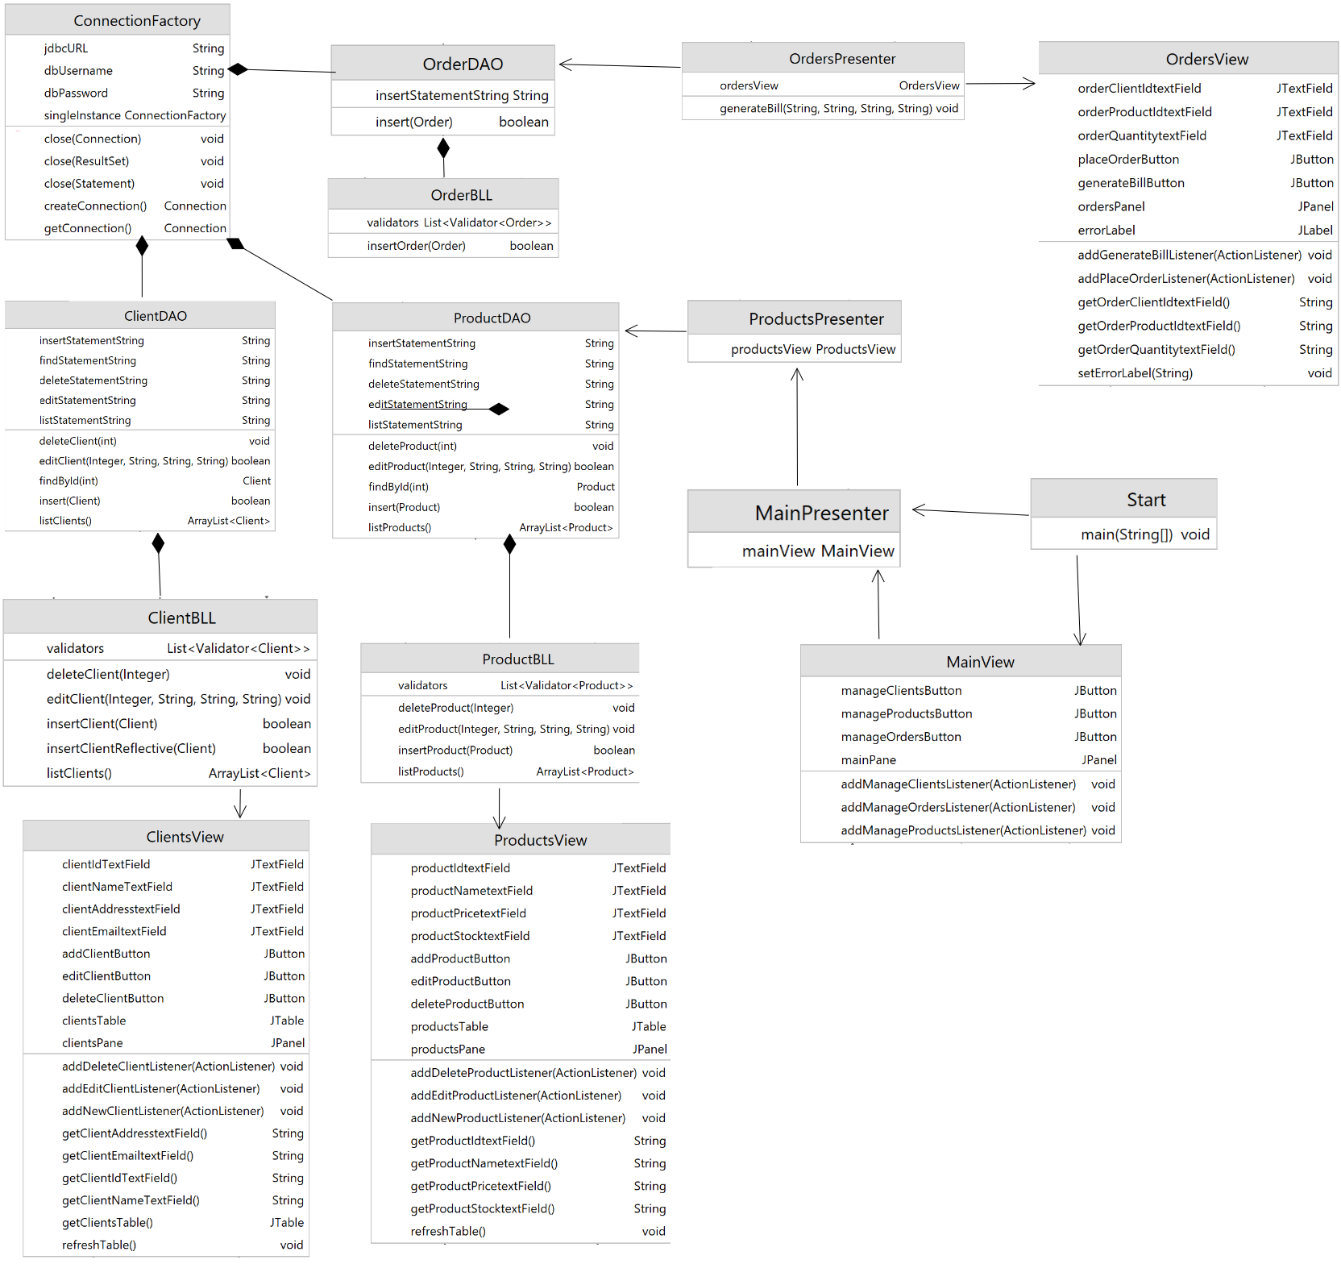 ConnectionFactory
jdbcURL String
dbUsername String
dbPassword String
singleInstance ConnectionFactory
close(Connection) void
close(ResultSet) void
close(Statement) void
createConnection() Connection
getConnection() Connection
OrderDAO
insertStatementString String
insert(Order) boolean
OrdersPresenter
ordersView OrdersView
generateBill(String, String, String, String) void
OrdersView
orderClientIdtextField JTextField
orderProductIdtextField JTextField
orderQuantitytextField JTextField
placeOrderButton JButton
generateBillButton JButton
ordersPanel JPanel
errorLabel JLabel
addGenerateBillListener(ActionListener) void
addPlaceOrderListener(ActionListener) void
getOrderClientIdtextField() String
getOrderProductIdtextField() String
getOrderQuantitytextField() String
setErrorLabel(String) void
OrderBLL
validators List<Validator<Order>>
insertOrder(Order) boolean
ClientDAO
insertStatementString String
findStatementString String
deleteStatementString String
editStatementString String
listStatementString String
deleteClient(int) void
editClient(Integer, String, String, String) boolean
findById(int) Client
insert(Client) boolean
listClients() ArrayList<Client>
ProductDAO
insertStatementString String
findStatementString String
deleteStatementString String
editStatementString String
listStatementString String
deleteProduct(int) void
editProduct(Integer, String, String, String) boolean
findById(int) Product
insert(Product) boolean
listProducts() ArrayList<Product>
ProductsPresenter
productsView ProductsView
MainPresenter
mainView MainView
Start
main(String[]) void
ClientBLL
validators List<Validator<Client>>
deleteClient(Integer) void
editClient(Integer, String, String, String) void
insertClient(Client) boolean
insertClientReflective(Client) boolean
listClients() ArrayList<Client>
ProductBLL
validators List<Validator<Product>>
deleteProduct(Integer) void
editProduct(Integer, String, String, String) void
insertProduct(Product) boolean
listProducts() ArrayList<Product>
MainView
manageClientsButton JButton
manageProductsButton JButton
manageOrdersButton JButton
mainPane JPanel
addManageClientsListener(ActionListener) void
addManageOrdersListener(ActionListener) void
addManageProductsListener(ActionListener) void
ClientsView
clientIdTextField JTextField
clientNameTextField JTextField
clientAddresstextField JTextField
clientEmailtextField JTextField
addClientButton JButton
editClientButton JButton
deleteClientButton JButton
clientsTable JTable
clientsPane JPanel
addDeleteClientListener(ActionListener) void
addEditClientListener(ActionListener) void
addNewClientListener(ActionListener) void
getClientAddresstextField() String
getClientEmailtextField() String
getClientIdTextField() String
getClientNameTextField() String
getClientsTable() JTable
refreshTable() void
ProductsView
productIdtextField JTextField
productNametextField JTextField
productPricetextField JTextField
productStocktextField JTextField
addProductButton JButton
editProductButton JButton
deleteProductButton JButton
productsTable JTable
productsPane JPanel
addDeleteProductListener(ActionListener) void
addEditProductListener(ActionListener) void
addNewProductListener(ActionListener) void
getProductIdtextField() String
getProductNametextField() String
getProductPricetextField() String
getProductStocktextField() String
refreshTable() void